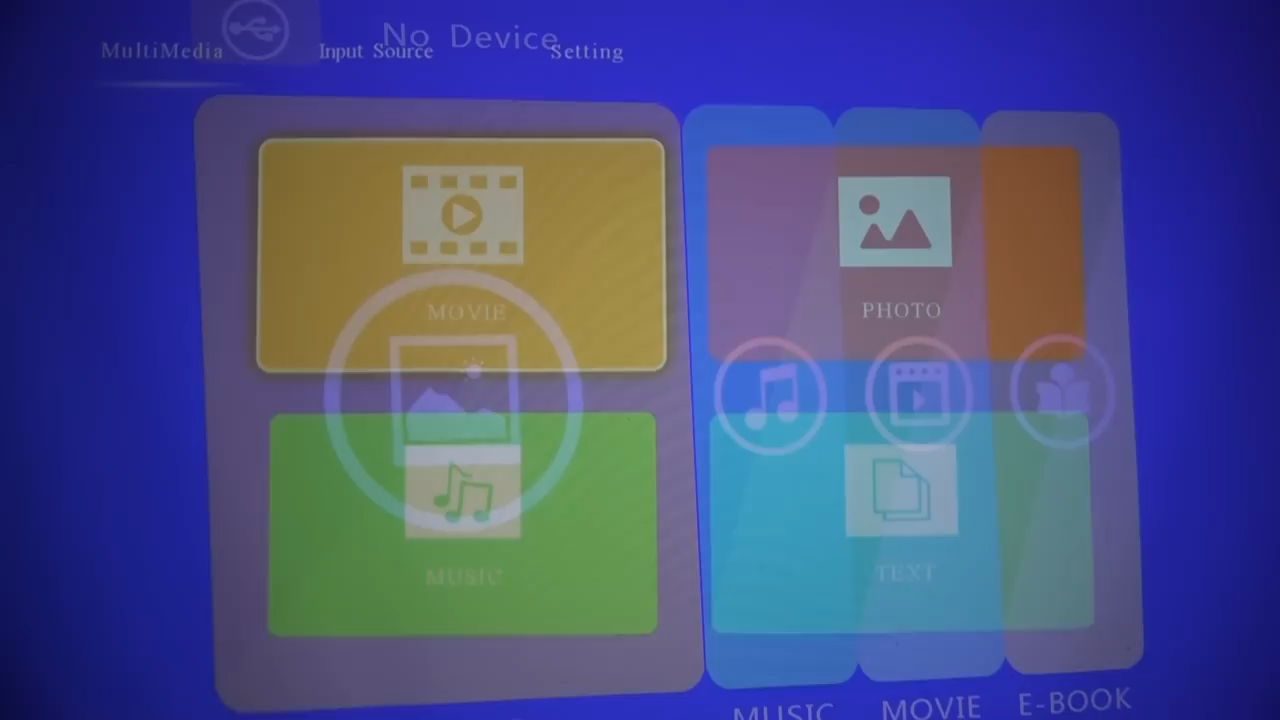 No Device
MultiMedia Input Source Setting
MOVIE PHOTO
MUSIC TEXT
MUSIC MOVIE E-BOOK